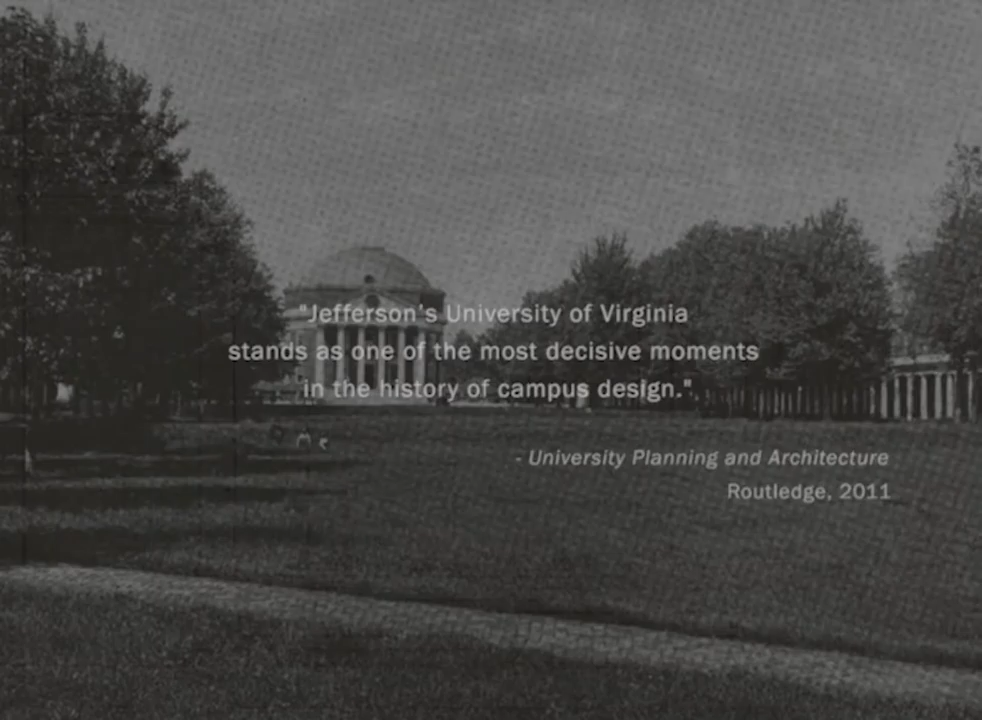 "Jefferson's University of Virginia
stands as one of the most decisive moments
in the history of campus design."
- University Planning and Architecture
Routledge, 2011